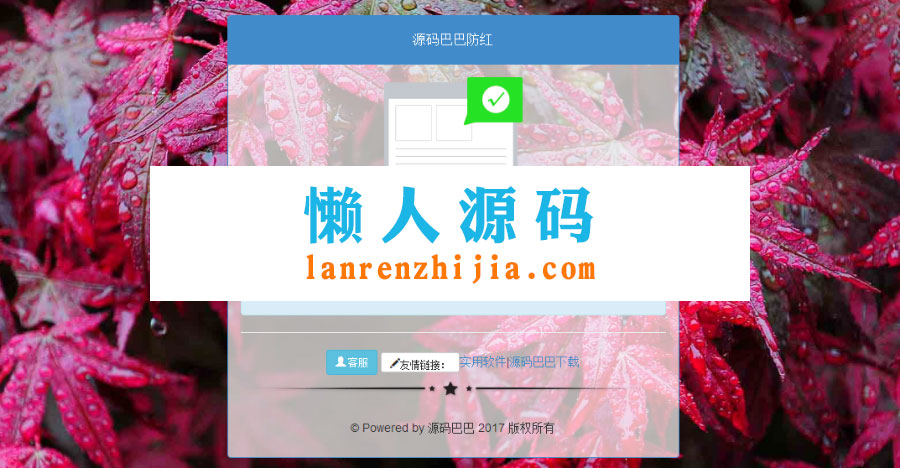 源码巴巴防红
懒人源码
lanrenzhijia.com
客服 友情链接： 实用软件|源码巴巴下载
© Powered by 源码巴巴 2017 版权所有